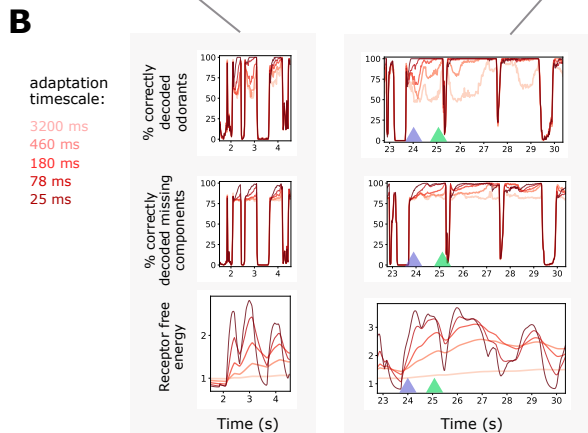 B
adaptation
timescale:
3200 ms
460 ms
180 ms
78 ms
25 ms
% correctly
decoded
odorants
100
75
50
25
0
2 3 4
100
75
50
25
0
23 24 25 26 27 28 29 30
% correctly
decoded missing
components
100
75
50
25
0
2 3 4
100
75
50
25
0
23 24 25 26 27 28 29 30
Receptor free
energy
2
1
2 3 4
3
2
1
23 24 25 26 27 28 29 30
Time (s)
Time (s)